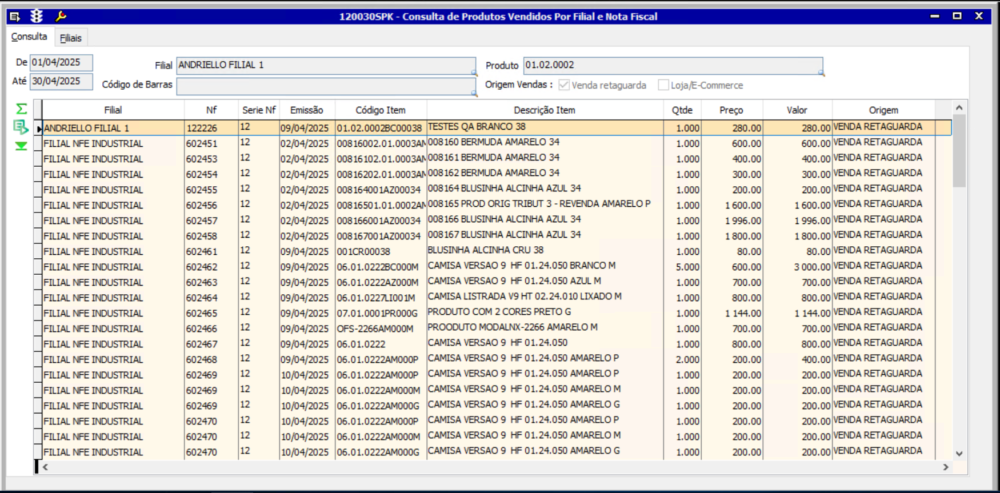 120030SPK - Consulta de Produtos Vendidos Por Filial e Nota Fiscal
Consulta Filiais
De 01/04/2025 Filial ANDRIELLO FILIAL 1 Produto 01.02.0002
Até 30/04/2025 Código de Barras Origem Vendas : Venda retaguarda Loja/E-Commerce
Filial Nf Serie Nf Emissão Código Item Descrição Item Qtde Preço Valor Origem
ANDRIELLO FILIAL 1 122226 12 09/04/2025 01.02.0002BC00038 TESTES QA BRANCO 38 1.000 280.00 280.00 VENDA RETAGUARDA
FILIAL NFE INDUSTRIAL 602451 12 02/04/2025 00816002.01.0003AM 008160 BERMUDA AMARELO 34 1.000 600.00 600.00 VENDA RETAGUARDA
FILIAL NFE INDUSTRIAL 602453 12 02/04/2025 00816102.01.0003AM 008161 BERMUDA AMARELO 34 1.000 400.00 400.00 VENDA RETAGUARDA
FILIAL NFE INDUSTRIAL 602454 12 02/04/2025 00816202.01.0003AM 008162 BERMUDA AMARELO 34 1.000 300.00 300.00 VENDA RETAGUARDA
FILIAL NFE INDUSTRIAL 602455 12 02/04/2025 008164001AZ00034 008164 BLUSINHA ALCINHA AZUL 34 1.000 200.00 200.00 VENDA RETAGUARDA
FILIAL NFE INDUSTRIAL 602456 12 02/04/2025 00816501.01.0002AM 008165 PROD ORIG TRIBUT 3 - REVENDA AMARELO P 1.000 1 600.00 1 600.00 VENDA RETAGUARDA
FILIAL NFE INDUSTRIAL 602457 12 02/04/2025 008166001AZ00034 008166 BLUSINHA ALCINHA AZUL 34 1.000 1 996.00 1 996.00 VENDA RETAGUARDA
FILIAL NFE INDUSTRIAL 602458 12 02/04/2025 008167001AZ00034 008167 BLUSINHA ALCINHA AZUL 34 1.000 1 800.00 1 800.00 VENDA RETAGUARDA
FILIAL NFE INDUSTRIAL 602461 12 09/04/2025 001CR00038 BLUSINHA ALCINHA CRU 38 1.000 80.00 80.00 VENDA RETAGUARDA
FILIAL NFE INDUSTRIAL 602462 12 09/04/2025 06.01.0222BC000M CAMISA VERSAO 9 HF 01.24.050 BRANCO M 5.000 600.00 3 000.00 VENDA RETAGUARDA
FILIAL NFE INDUSTRIAL 602463 12 09/04/2025 06.01.0222AZ000M CAMISA VERSAO 9 HF 01.24.050 AZUL M 1.000 700.00 700.00 VENDA RETAGUARDA
FILIAL NFE INDUSTRIAL 602464 12 09/04/2025 06.01.0227LI001M CAMISA LISTRADA V9 HT 02.24.010 LIXADO M 1.000 800.00 800.00 VENDA RETAGUARDA
FILIAL NFE INDUSTRIAL 602465 12 09/04/2025 07.01.0001PR000G PRODUTO COM 2 CORES PRETO G 1.000 1 144.00 1 144.00 VENDA RETAGUARDA
FILIAL NFE INDUSTRIAL 602466 12 09/04/2025 OFS-2266AM000M PROODUTO MODALNX-2266 AMARELO M 1.000 700.00 700.00 VENDA RETAGUARDA
FILIAL NFE INDUSTRIAL 602467 12 09/04/2025 06.01.0222 CAMISA VERSAO 9 HF 01.24.050 1.000 800.00 800.00 VENDA RETAGUARDA
FILIAL NFE INDUSTRIAL 602468 12 09/04/2025 06.01.0222AM000P CAMISA VERSAO 9 HF 01.24.050 AMARELO P 2.000 200.00 400.00 VENDA RETAGUARDA
FILIAL NFE INDUSTRIAL 602469 12 10/04/2025 06.01.0222AM000P CAMISA VERSAO 9 HF 01.24.050 AMARELO P 1.000 200.00 200.00 VENDA RETAGUARDA
FILIAL NFE INDUSTRIAL 602469 12 10/04/2025 06.01.0222AM000M CAMISA VERSAO 9 HF 01.24.050 AMARELO M 1.000 200.00 200.00 VENDA RETAGUARDA
FILIAL NFE INDUSTRIAL 602469 12 10/04/2025 06.01.0222AM000G CAMISA VERSAO 9 HF 01.24.050 AMARELO G 1.000 200.00 200.00 VENDA RETAGUARDA
FILIAL NFE INDUSTRIAL 602470 12 10/04/2025 06.01.0222AM000P CAMISA VERSAO 9 HF 01.24.050 AMARELO P 1.000 200.00 200.00 VENDA RETAGUARDA
FILIAL NFE INDUSTRIAL 602470 12 10/04/2025 06.01.0222AM000M CAMISA VERSAO 9 HF 01.24.050 AMARELO M 1.000 200.00 200.00 VENDA RETAGUARDA
FILIAL NFE INDUSTRIAL 602470 12 10/04/2025 06.01.0222AM000G CAMISA VERSAO 9 HF 01.24.050 AMARELO G 1.000 200.00 200.00 VENDA RETAGUARDA